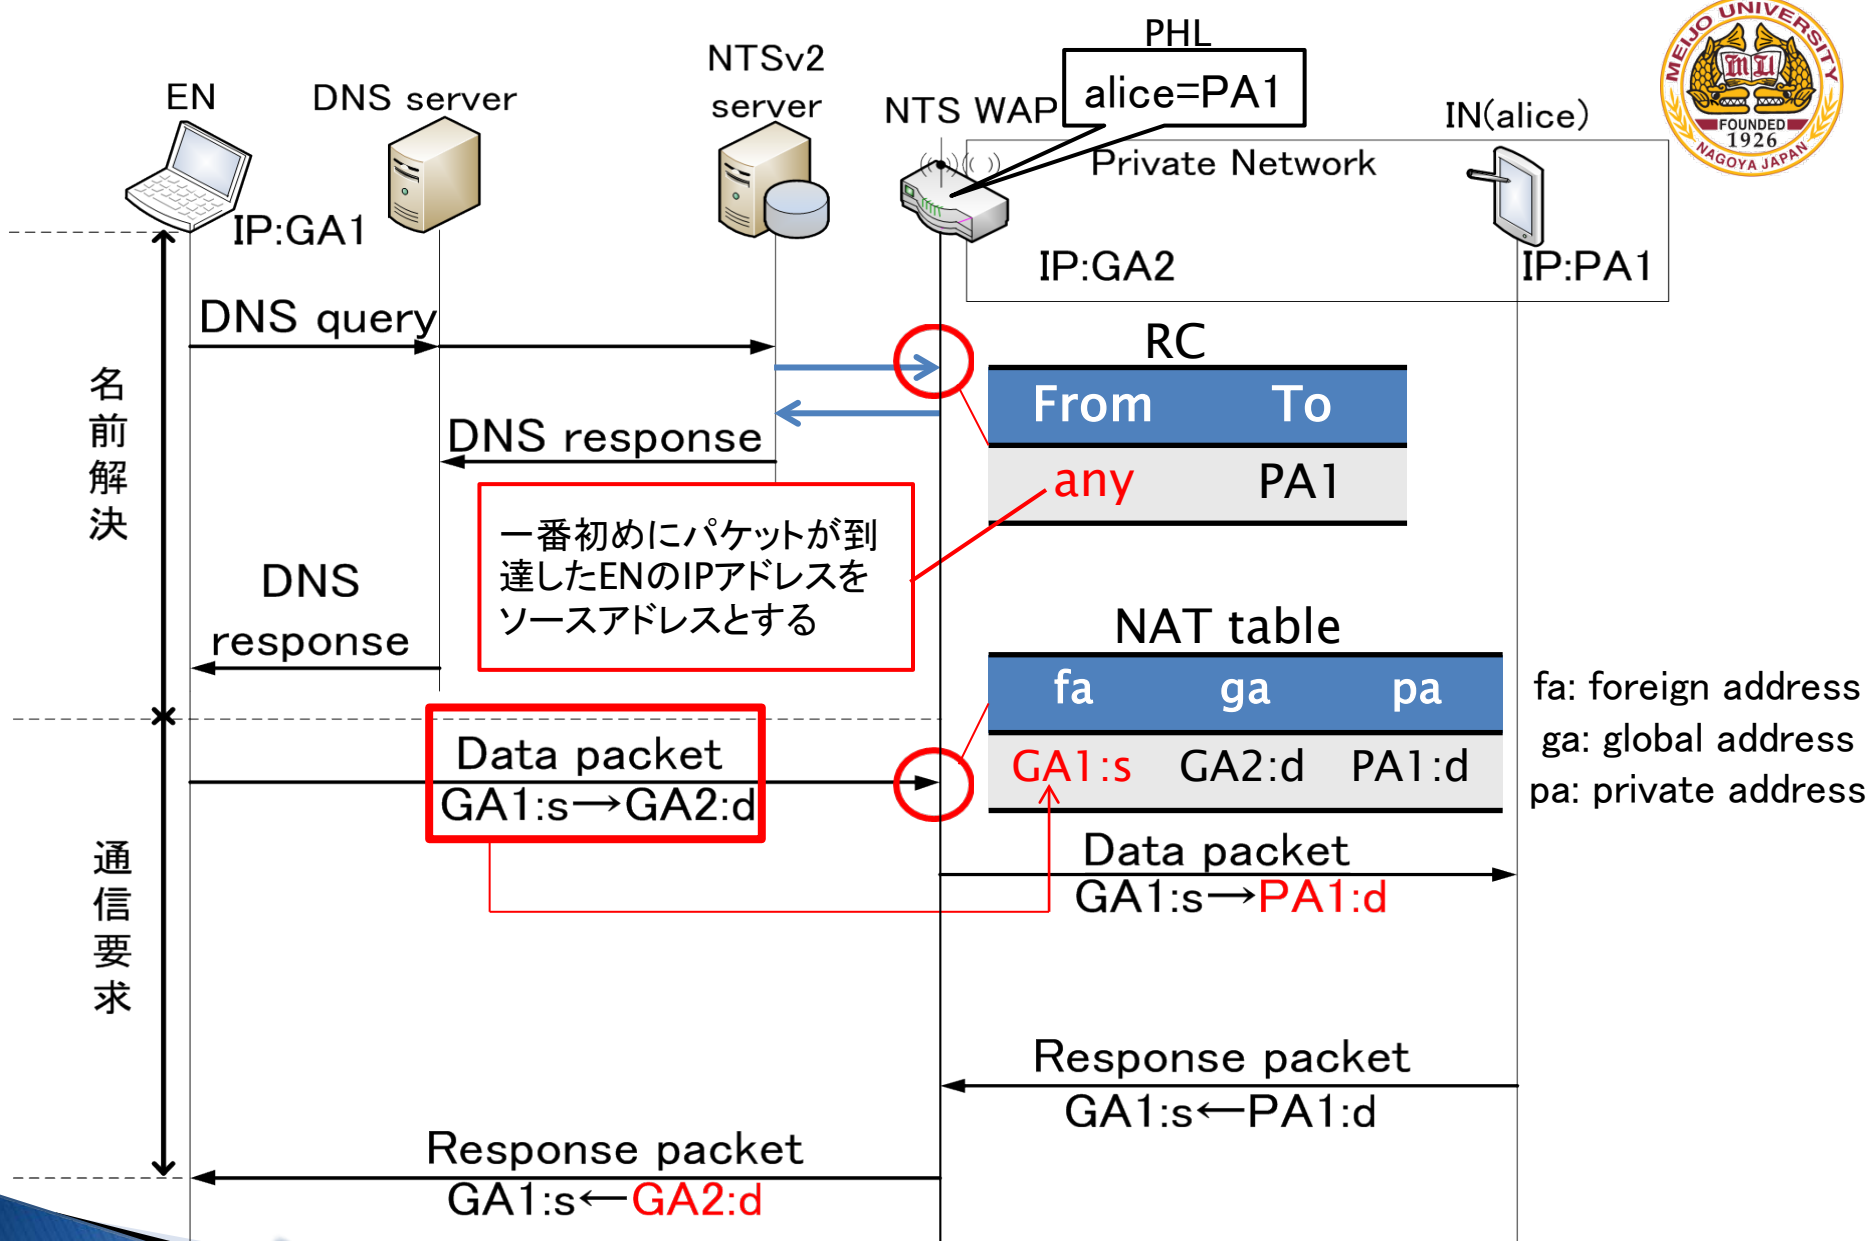 PHL
alice=PA1
EN
DNS server
NTSv2
server
NTS WAP
IN(alice)
MEIJO UNIVERSITY
FOUNDED
1926
NAGOYA JAPAN
Private Network
IP:GA1
IP:GA2
IP:PA1
名前解決
DNS query
RC
From To
any PA1
DNS response
一番初めにパケットが到
達したENのIPアドレスを
ソースアドレスとする
DNS
response
NAT table
fa ga pa
GA1:s GA2:d PA1:d
fa: foreign address
ga: global address
pa: private address
通信要求
Data packet
GA1:s→GA2:d
Data packet
GA1:s→PA1:d
Response packet
GA1:s←PA1:d
Response packet
GA1:s←GA2:d